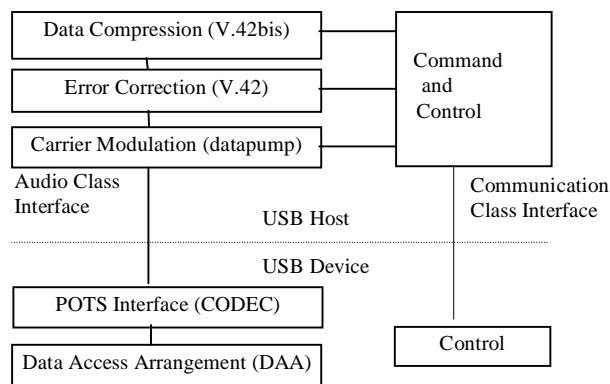 Data Compression (V.42bis)
Error Correction (V.42)
Carrier Modulation (datapump)
Command
and
Control
Audio Class
Interface
Communication
Class Interface
USB Host
USB Device
POTS Interface (CODEC)
Control
Data Access Arrangement (DAA)